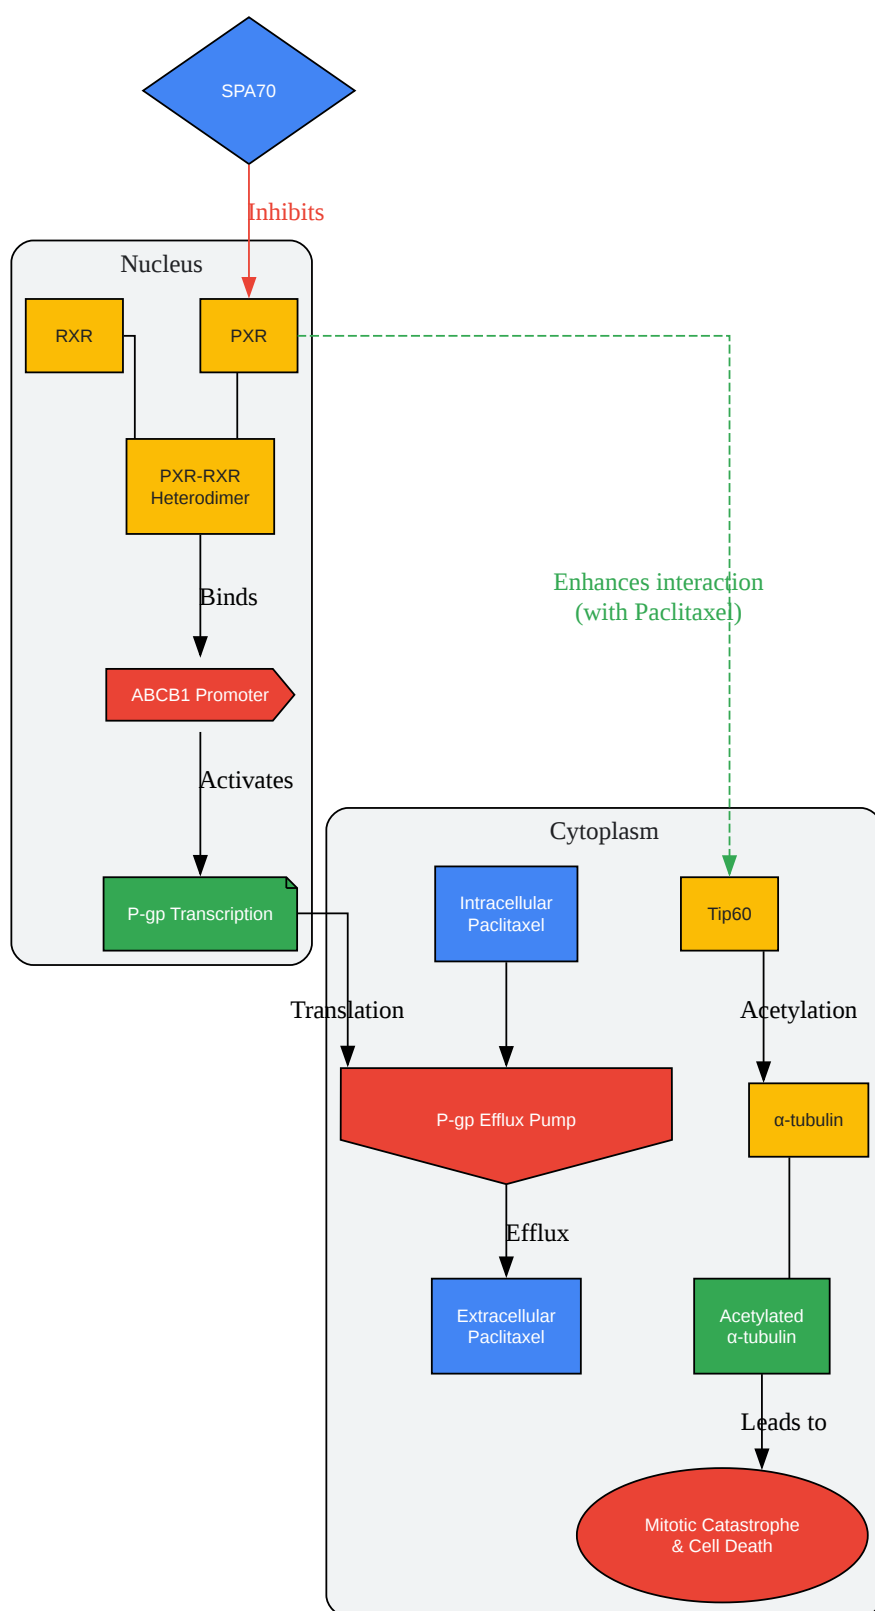 SPA70
Inhibits
Nucleus
RXR
PXR
PXR-RXR
Heterodimer
Binds
Enhances interaction
(with Paclitaxel)
ABCB1 Promoter
Activates
Cytoplasm
P-gp Transcription
Intracellular
Paclitaxel
Tip60
Translation
Acetylation
P-gp Efflux Pump
α-tubulin
Efflux
Extracellular
Paclitaxel
Acetylated
α-tubulin
Leads to
Mitotic Catastrophe
& Cell Death